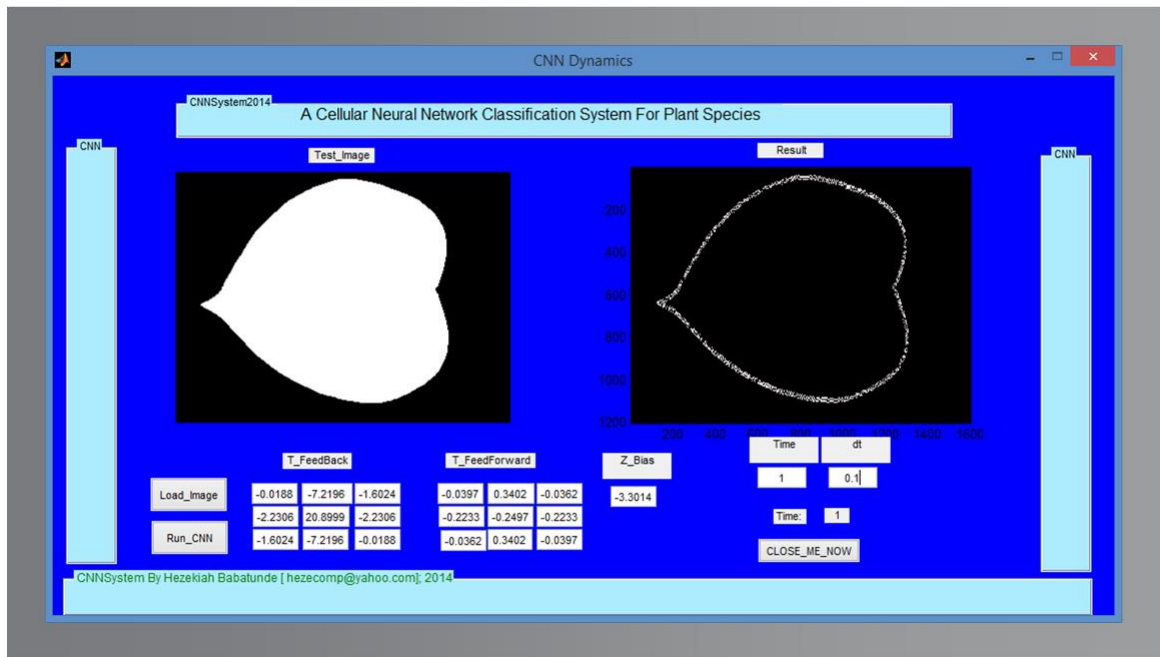 CNN Dynamics
CNNSystem2014
A Cellular Neural Network Classification System For Plant Species
CNN
CNN
Test_Image
Result
200
400
600
800
1000
1200
200 400 600 800 1000 1200 1400 1600
T_FeedBack
T_FeedForward
Z_Bias
Time
dt
Load_Image
Run_CNN
-0.0188 -7.2196 -1.6024
-2.2306 20.8999 -2.2306
-1.6024 -7.2196 -0.0188
-0.0397 0.3402 -0.0362
-0.2233 -0.2497 -0.2233
-0.0362 0.3402 -0.0397
-3.3014
1
0.1
Time: 1
CLOSE_ME_NOW
CNNSystem By Hezekiah Babatunde [ hezecomp@yahoo.com]; 2014